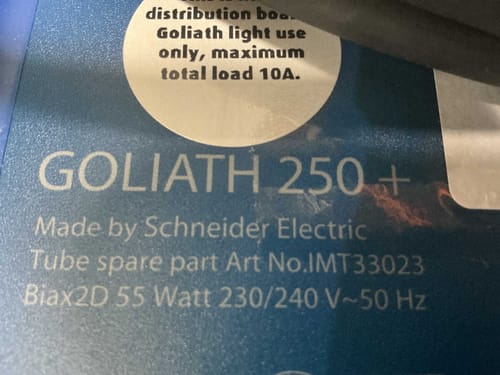 distribution
Goliath light use
only, maximum
total load 10A.
GOLIATH 250 +
Made by Schneider Electric
Tube spare part Art No.IMT33023
Biax2D 55 Watt 230/240 V~50 Hz